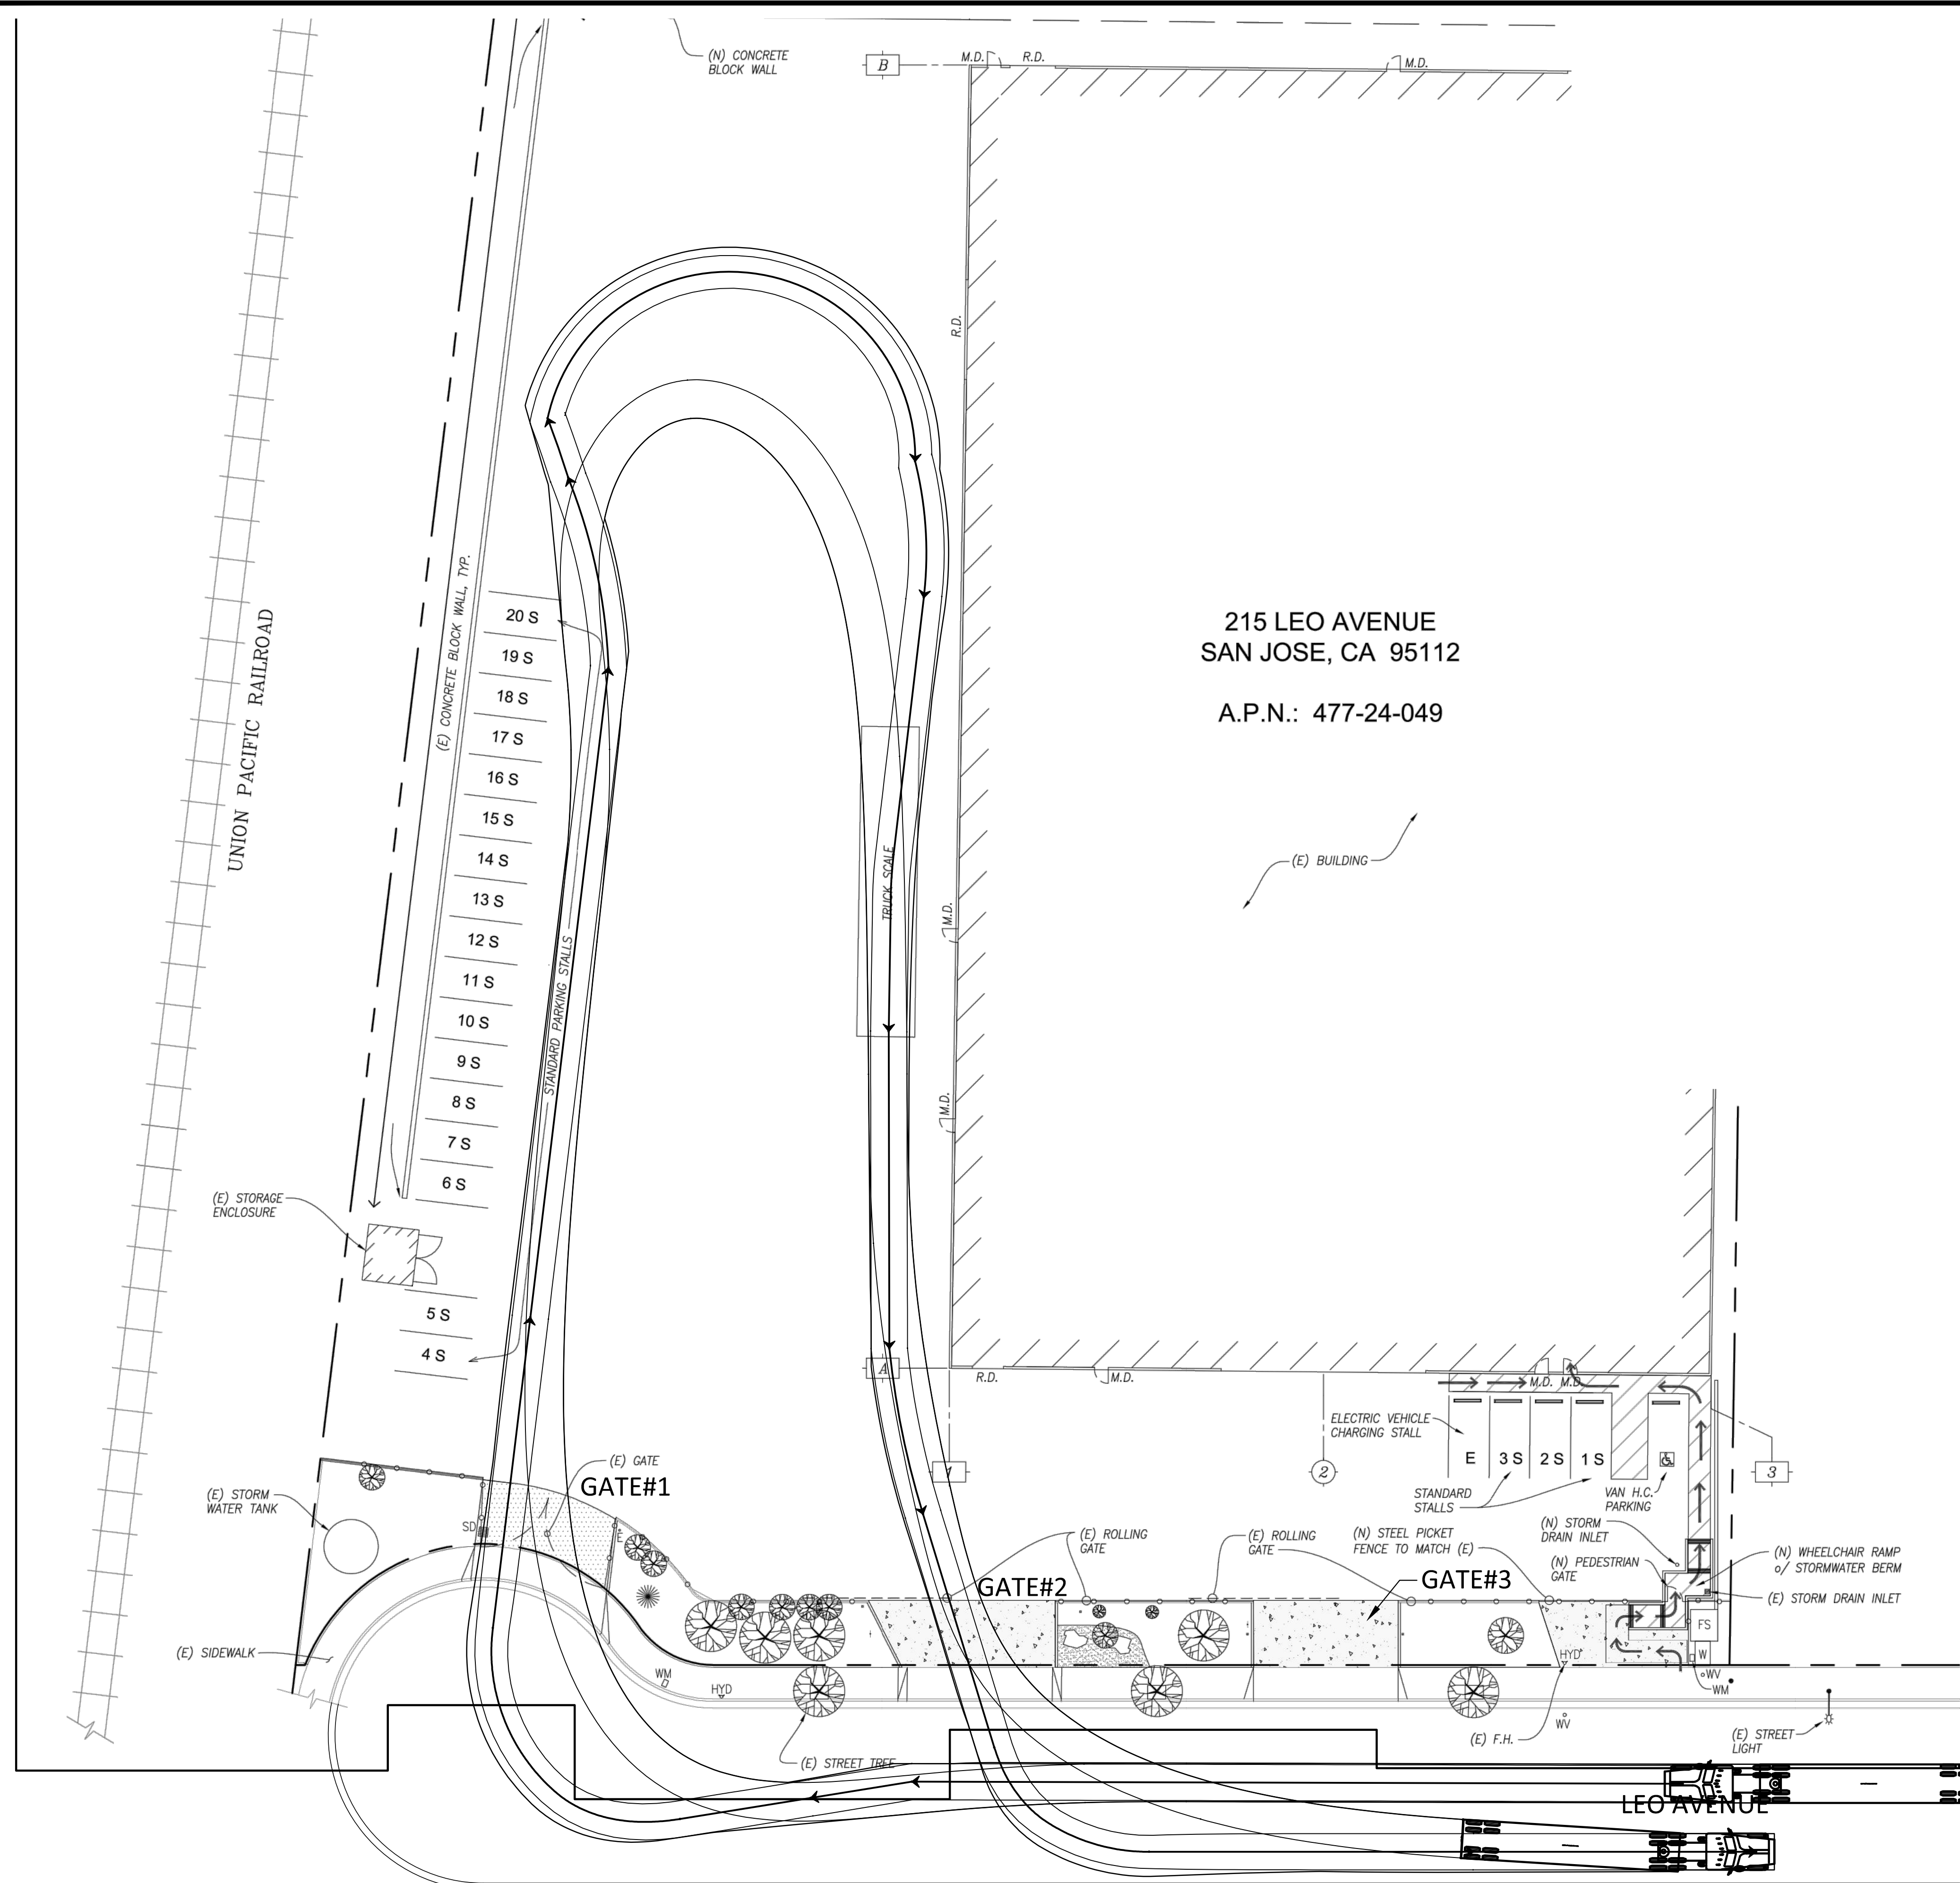 (N) CONCRETE
BLOCK WALL
B
M.D.
R.D.
M.D.
R.D.
UNION PACIFIC RAILROAD
(E) CONCRETE BLOCK WALL, TYP.
20 S
19 S
18 S
17 S
16 S
15 S
14 S
13 S
12 S
11 S
10 S
9 S
8 S
7 S
6 S
5 S
4 S
STANDARD PARKING STALLS
TRUCK SCALE
215 LEO AVENUE
SAN JOSE, CA 95112
A.P.N.: 477-24-049
(E) BUILDING
M.D.
M.D.
(E) STORAGE
ENCLOSURE
A
R.D.
M.D.
M.D.
M.D.
ELECTRIC VEHICLE
CHARGING STALL
E
3 S
2 S
1 S
1
2
3
STANDARD
STALLS
VAN H.C.
PARKING
(E) GATE
GATE#1
(E) STORM
WATER TANK
SD
E
(E) ROLLING
GATE
(E) ROLLING
GATE
(N) STEEL PICKET
FENCE TO MATCH (E)
(N) STORM
DRAIN INLET
(N) PEDESTRIAN
GATE
(N) WHEELCHAIR RAMP
o/ STORMWATER BERM
(E) STORM DRAIN INLET
GATE#2
GATE#3
FS
W
HYD
WV
WM
(E) SIDEWALK
WM
HYD
WV
(E) F.H.
(E) STREET
LIGHT
(E) STREET TREE
LEO AVENUE